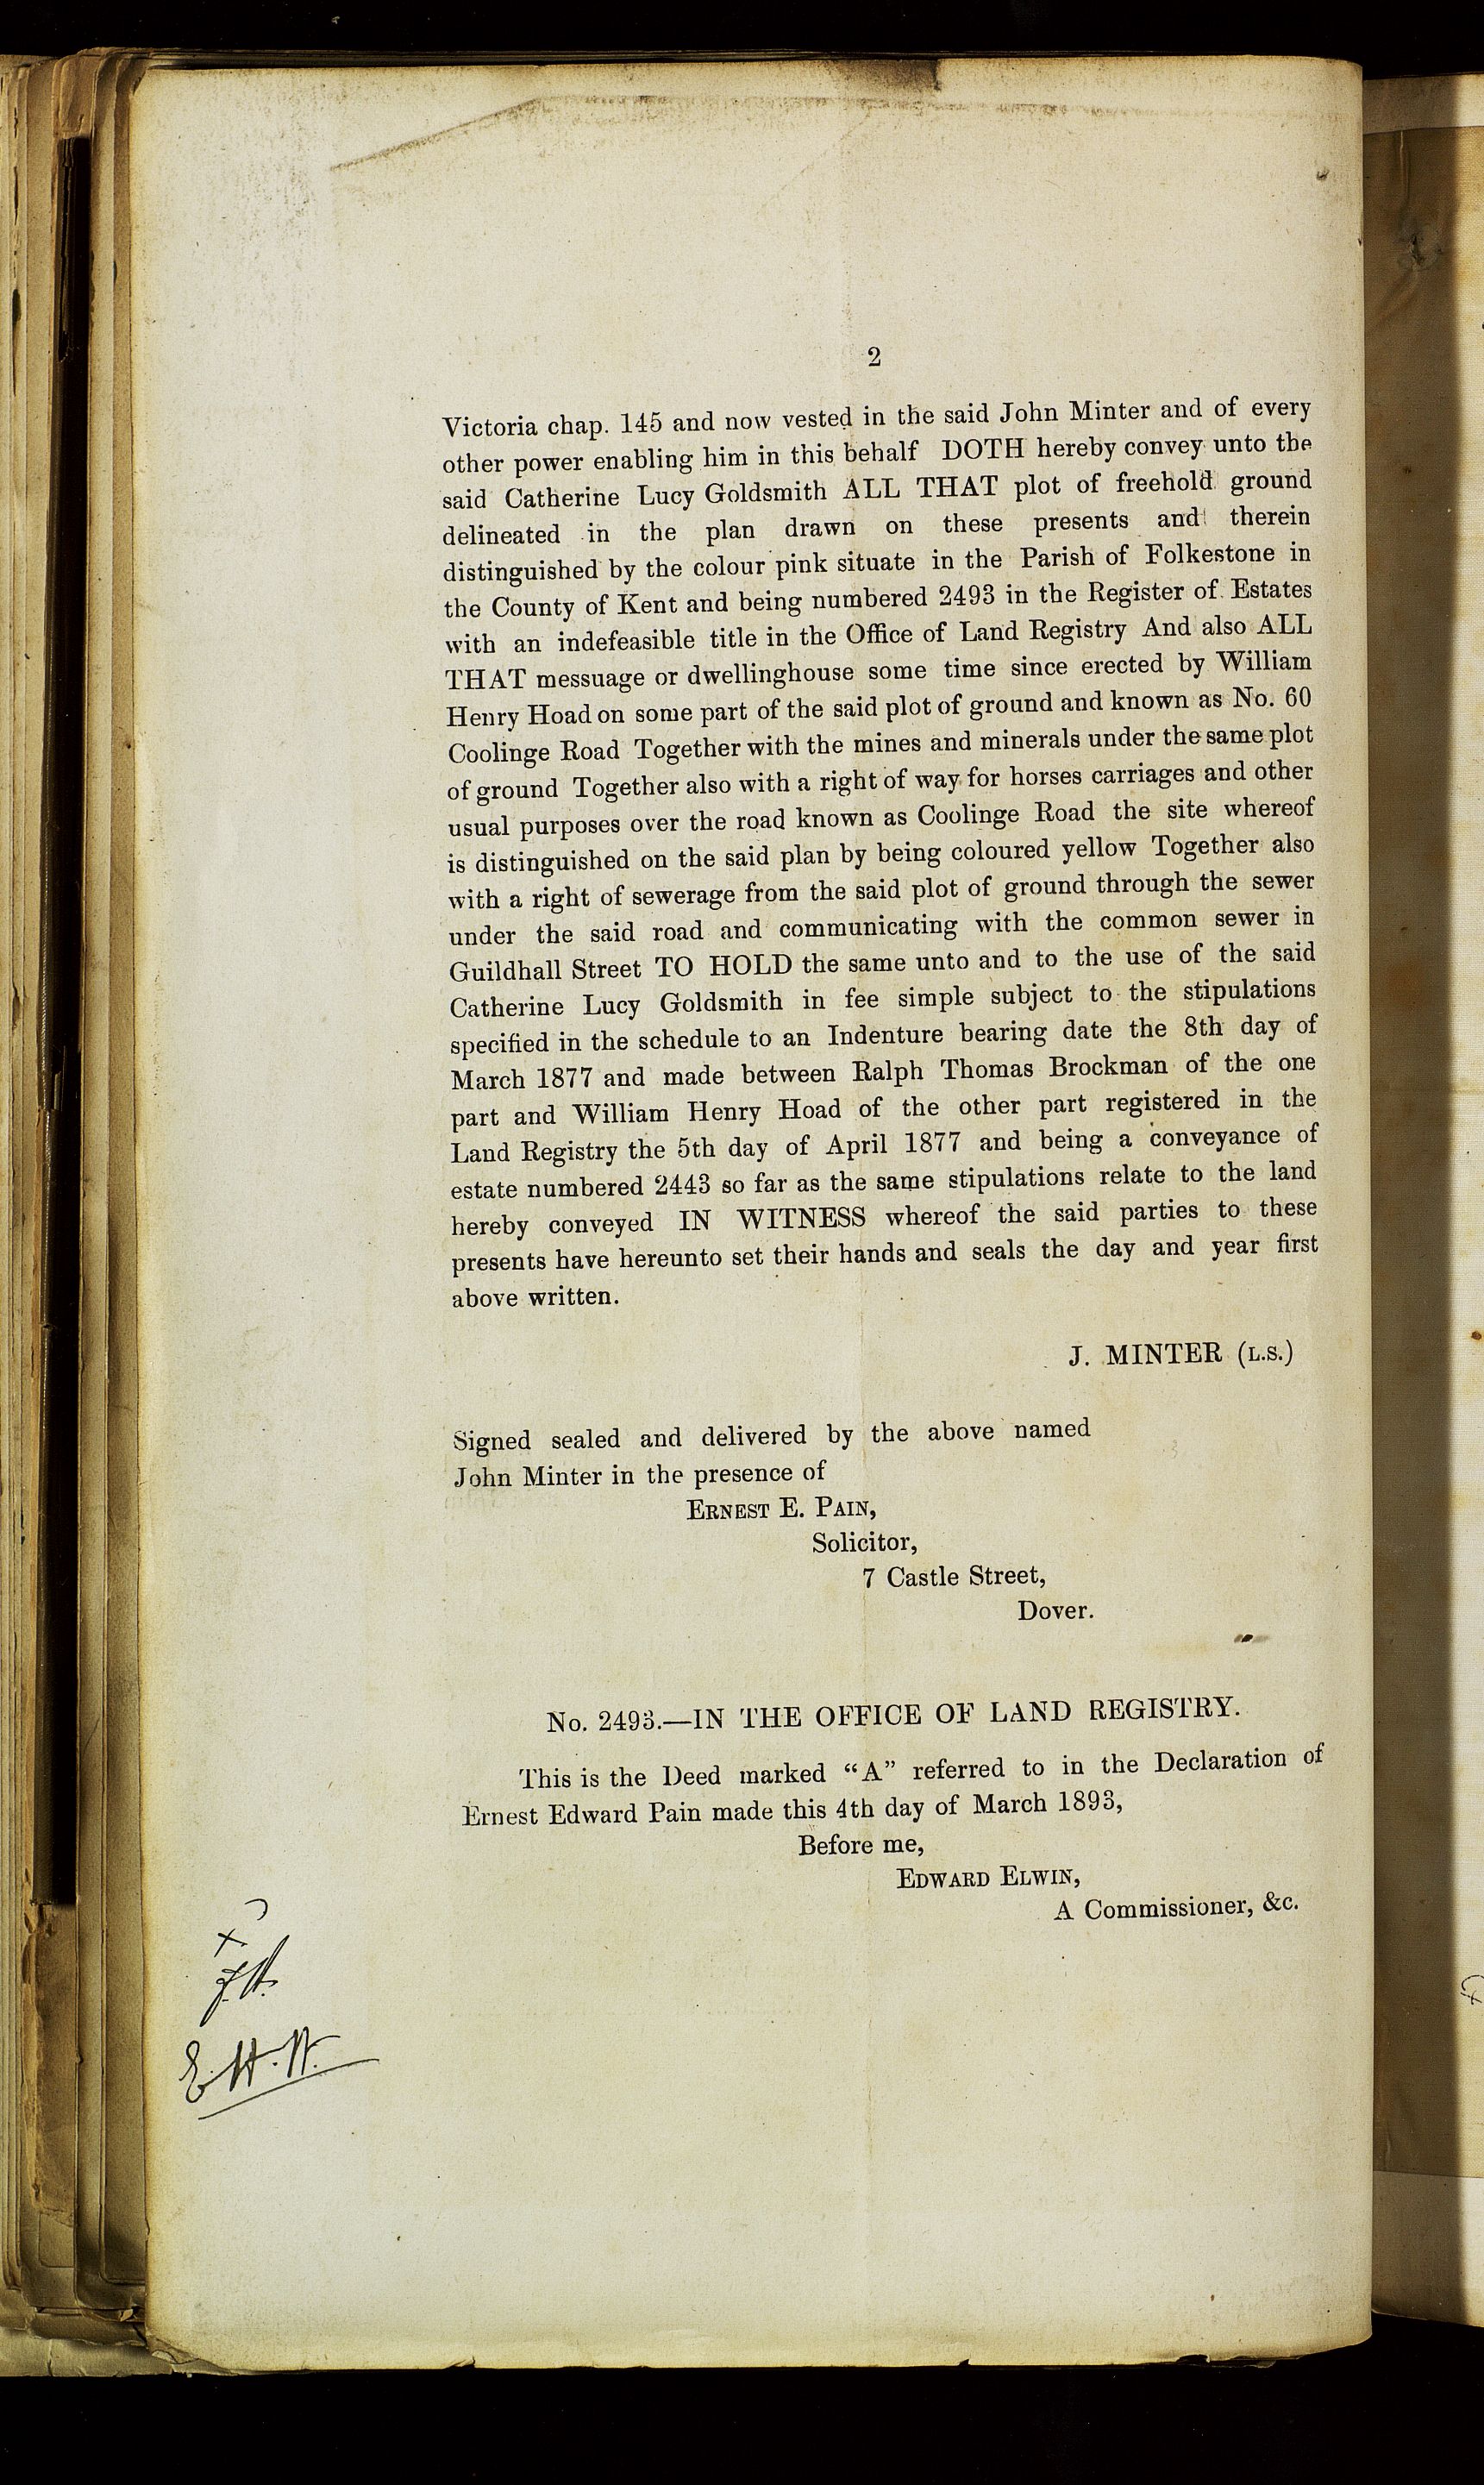 2
Victoria chap. 145 and now vested in the said John Minter and of every
other power enabling him in this behalf DOTH hereby convey unto the
said Catherine Lucy Goldsmith ALL THAT plot of freehold ground
delineated in the plan drawn on these presents and therein
distinguished by the colour pink situate in the Parish of Folkestone in
the County of Kent and being numbered 2493 in the Register of Estates
with an indefeasible title in the Office of Land Registry And also ALL
THAT messuage or dwellinghouse some time since erected by William
Henry Hoad on some part of the said plot of ground and known as No. 60
Coolinge Road Together with the mines and minerals under the same plot
of ground Together also with a right of way for horses carriages and other
usual purposes over the road known as Coolinge Road the site whereof
is distinguished on the said plan by being coloured yellow Together also
with a right of sewerage from the said plot of ground through the sewer
under the said road and communicating with the common sewer in
Guildhall Street TO HOLD the same unto and to the use of the said
Catherine Lucy Goldsmith in fee simple subject to the stipulations
specified in the schedule to an Indenture bearing date the 8th day of
March 1877 and made between Ralph Thomas Brockman of the one
part and William Henry Hoad of the other part registered in the
Land Registry the 5th day of April 1877 and being a conveyance of
estate numbered 2443 so far as the same stipulations relate to the land
hereby conveyed IN WITNESS whereof the said parties to these
presents have hereunto set their hands and seals the day and year first
above written.
J. MINTER (L.S.)
Signed sealed and delivered by the above named
John Minter in the presence of
ERNEST E. PAIN,
Solicitor,
7 Castle Street,
Dover.
No. 2493.—IN THE OFFICE OF LAND REGISTRY.
This is the Deed marked “A” referred to in the Declaration of
Ernest Edward Pain made this 4th day of March 1893,
Before me,
EDWARD ELWIN,
A Commissioner, &c.